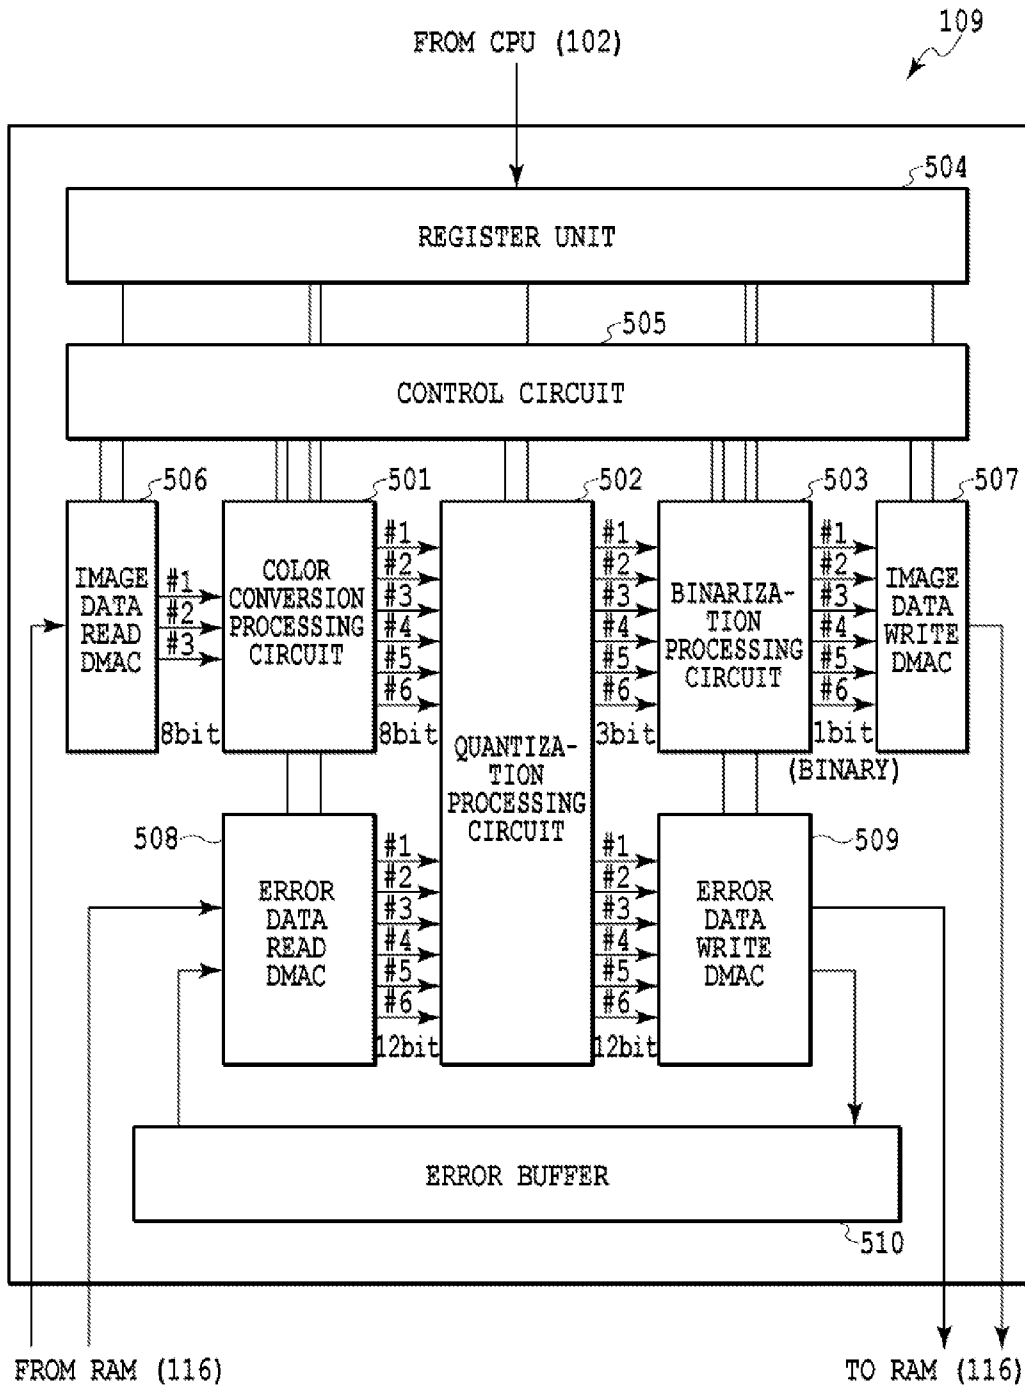 109
FROM CPU (102)
504
REGISTER UNIT
505
CONTROL CIRCUIT
506
501
502
503
507
IMAGE
DATA
READ
DMAC
#1
#2
#3
8bit
COLOR
CONVERSION
PROCESSING
CIRCUIT
#1
#2
#3
#4
#5
#6
8bit
QUANTIZA-
TION
PROCESSING
CIRCUIT
#1
#2
#3
#4
#5
#6
3bit
BINARIZA-
TION
PROCESSING
CIRCUIT
#1
#2
#3
#4
#5
#6
1bit
(BINARY)
IMAGE
DATA
WRITE
DMAC
508
ERROR
DATA
READ
DMAC
#1
#2
#3
#4
#5
#6
12bit
#1
#2
#3
#4
#5
#6
12bit
509
ERROR
DATA
WRITE
DMAC
ERROR BUFFER
510
FROM RAM (116)
TO RAM (116)